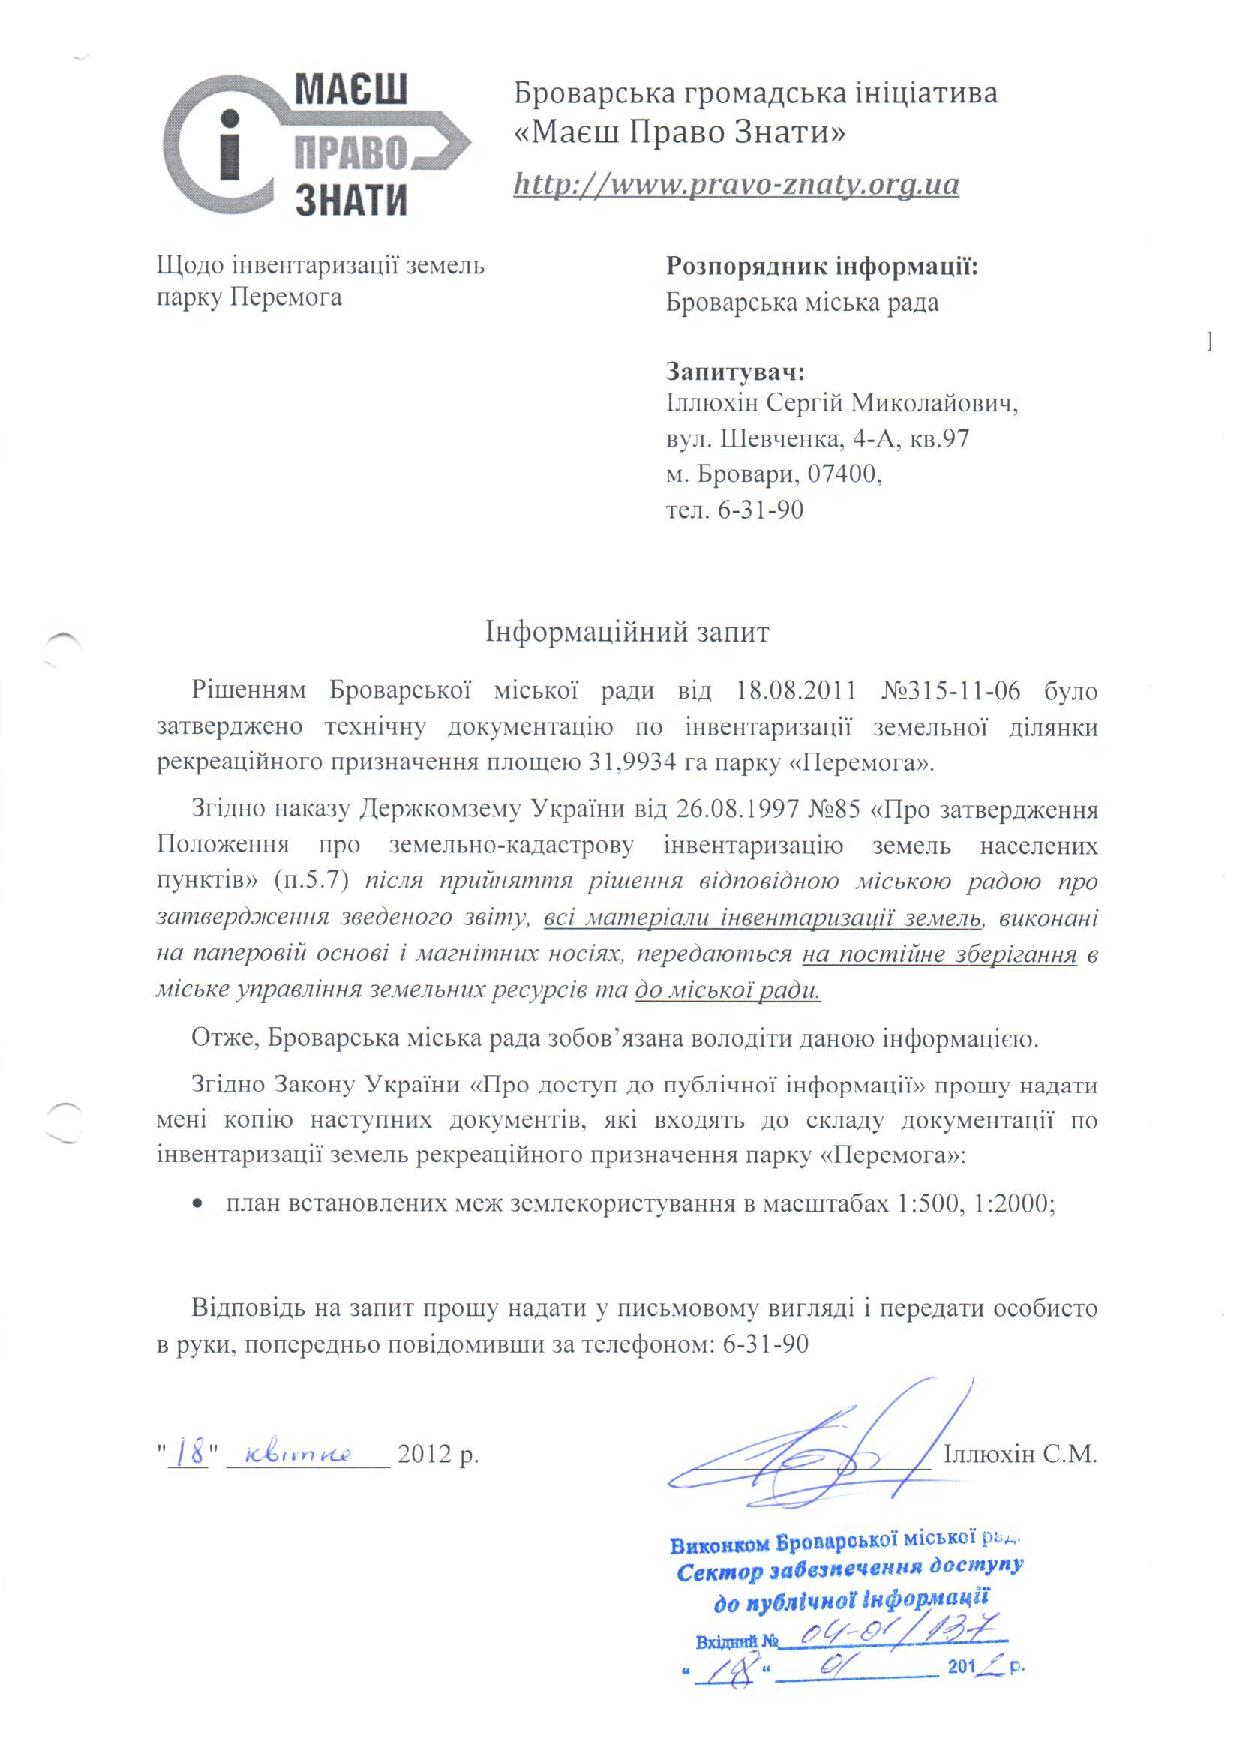 МАЄШ
ПРАВО
ЗНАТИ
Броварська громадська ініціатива
«Маєш Право Знати»
http://www.pravo-znaty.org.ua
Щодо інвентаризації земель
парку Перемога
Розпорядник інформації:
Броварська міська рада
Запитувач:
Іллюхін Сергій Миколайович,
вул. Шевченка, 4-А, кв.97
м. Бровари, 07400,
тел. 6-31-90
Інформаційний запит
Рішенням Броварської міської ради від 18.08.2011 №315-11-06 було
затверджено технічну документацію по інвентаризації земельної ділянки
рекреаційного призначення площею 31,9934 га парку «Перемога».
Згідно наказу Держкомзему України від 26.08.1997 №85 «Про затвердження
Положення про земельно-кадастрову інвентаризацію земель населених
пунктів» (п.5.7) після прийняття рішення відповідною міською радою про
затвердження зведеного звіту, всі матеріали інвентаризації земель, виконані
на паперовій основі і магнітних носіях, передаються на постійне зберігання в
міське управління земельних ресурсів та до міської ради.
Отже, Броварська міська рада зобов’язана володіти даною інформацією.
Згідно Закону України «Про доступ до публічної інформації» прошу надати
мені копію наступних документів, які входять до складу документації по
інвентаризації земель рекреаційного призначення парку «Перемога»:
• план встановлених меж землекористування в масштабах 1:500, 1:2000;
Відповідь на запит прошу надати у письмовому вигляді і передати особисто
в руки, попередньо повідомивши за телефоном: 6-31-90
"18" квітня 2012 р.
Іллюхін С.М.
Виконком Броварської міської рад
Сектор забезпечення доступу
до публічної інформації
Вхідний № 04-01/137
“ 18 “ 2012 р.